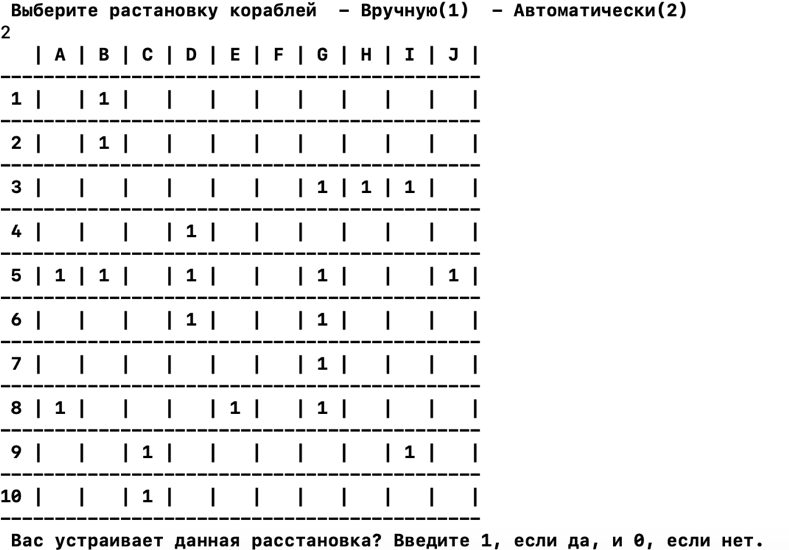 Выберите растановку кораблей  - Вручную(1)  - Автоматически(2)
2
   | A | B | C | D | E | F | G | H | I | J |
--------------------------------------------
 1 |   | 1 |   |   |   |   |   |   |   |   |
--------------------------------------------
 2 |   | 1 |   |   |   |   |   |   |   |   |
--------------------------------------------
 3 |   |   |   |   |   |   | 1 | 1 | 1 |   |
--------------------------------------------
 4 |   |   |   | 1 |   |   |   |   |   |   |
--------------------------------------------
 5 | 1 | 1 |   | 1 |   |   | 1 |   |   | 1 |
--------------------------------------------
 6 |   |   |   | 1 |   |   | 1 |   |   |   |
--------------------------------------------
 7 |   |   |   |   |   |   | 1 |   |   |   |
--------------------------------------------
 8 | 1 |   |   |   | 1 |   | 1 |   |   |   |
--------------------------------------------
 9 |   |   | 1 |   |   |   |   |   | 1 |   |
--------------------------------------------
10 |   |   | 1 |   |   |   |   |   |   |   |
--------------------------------------------
Вас устраивает данная расстановка? Введите 1, если да, и 0, если нет.